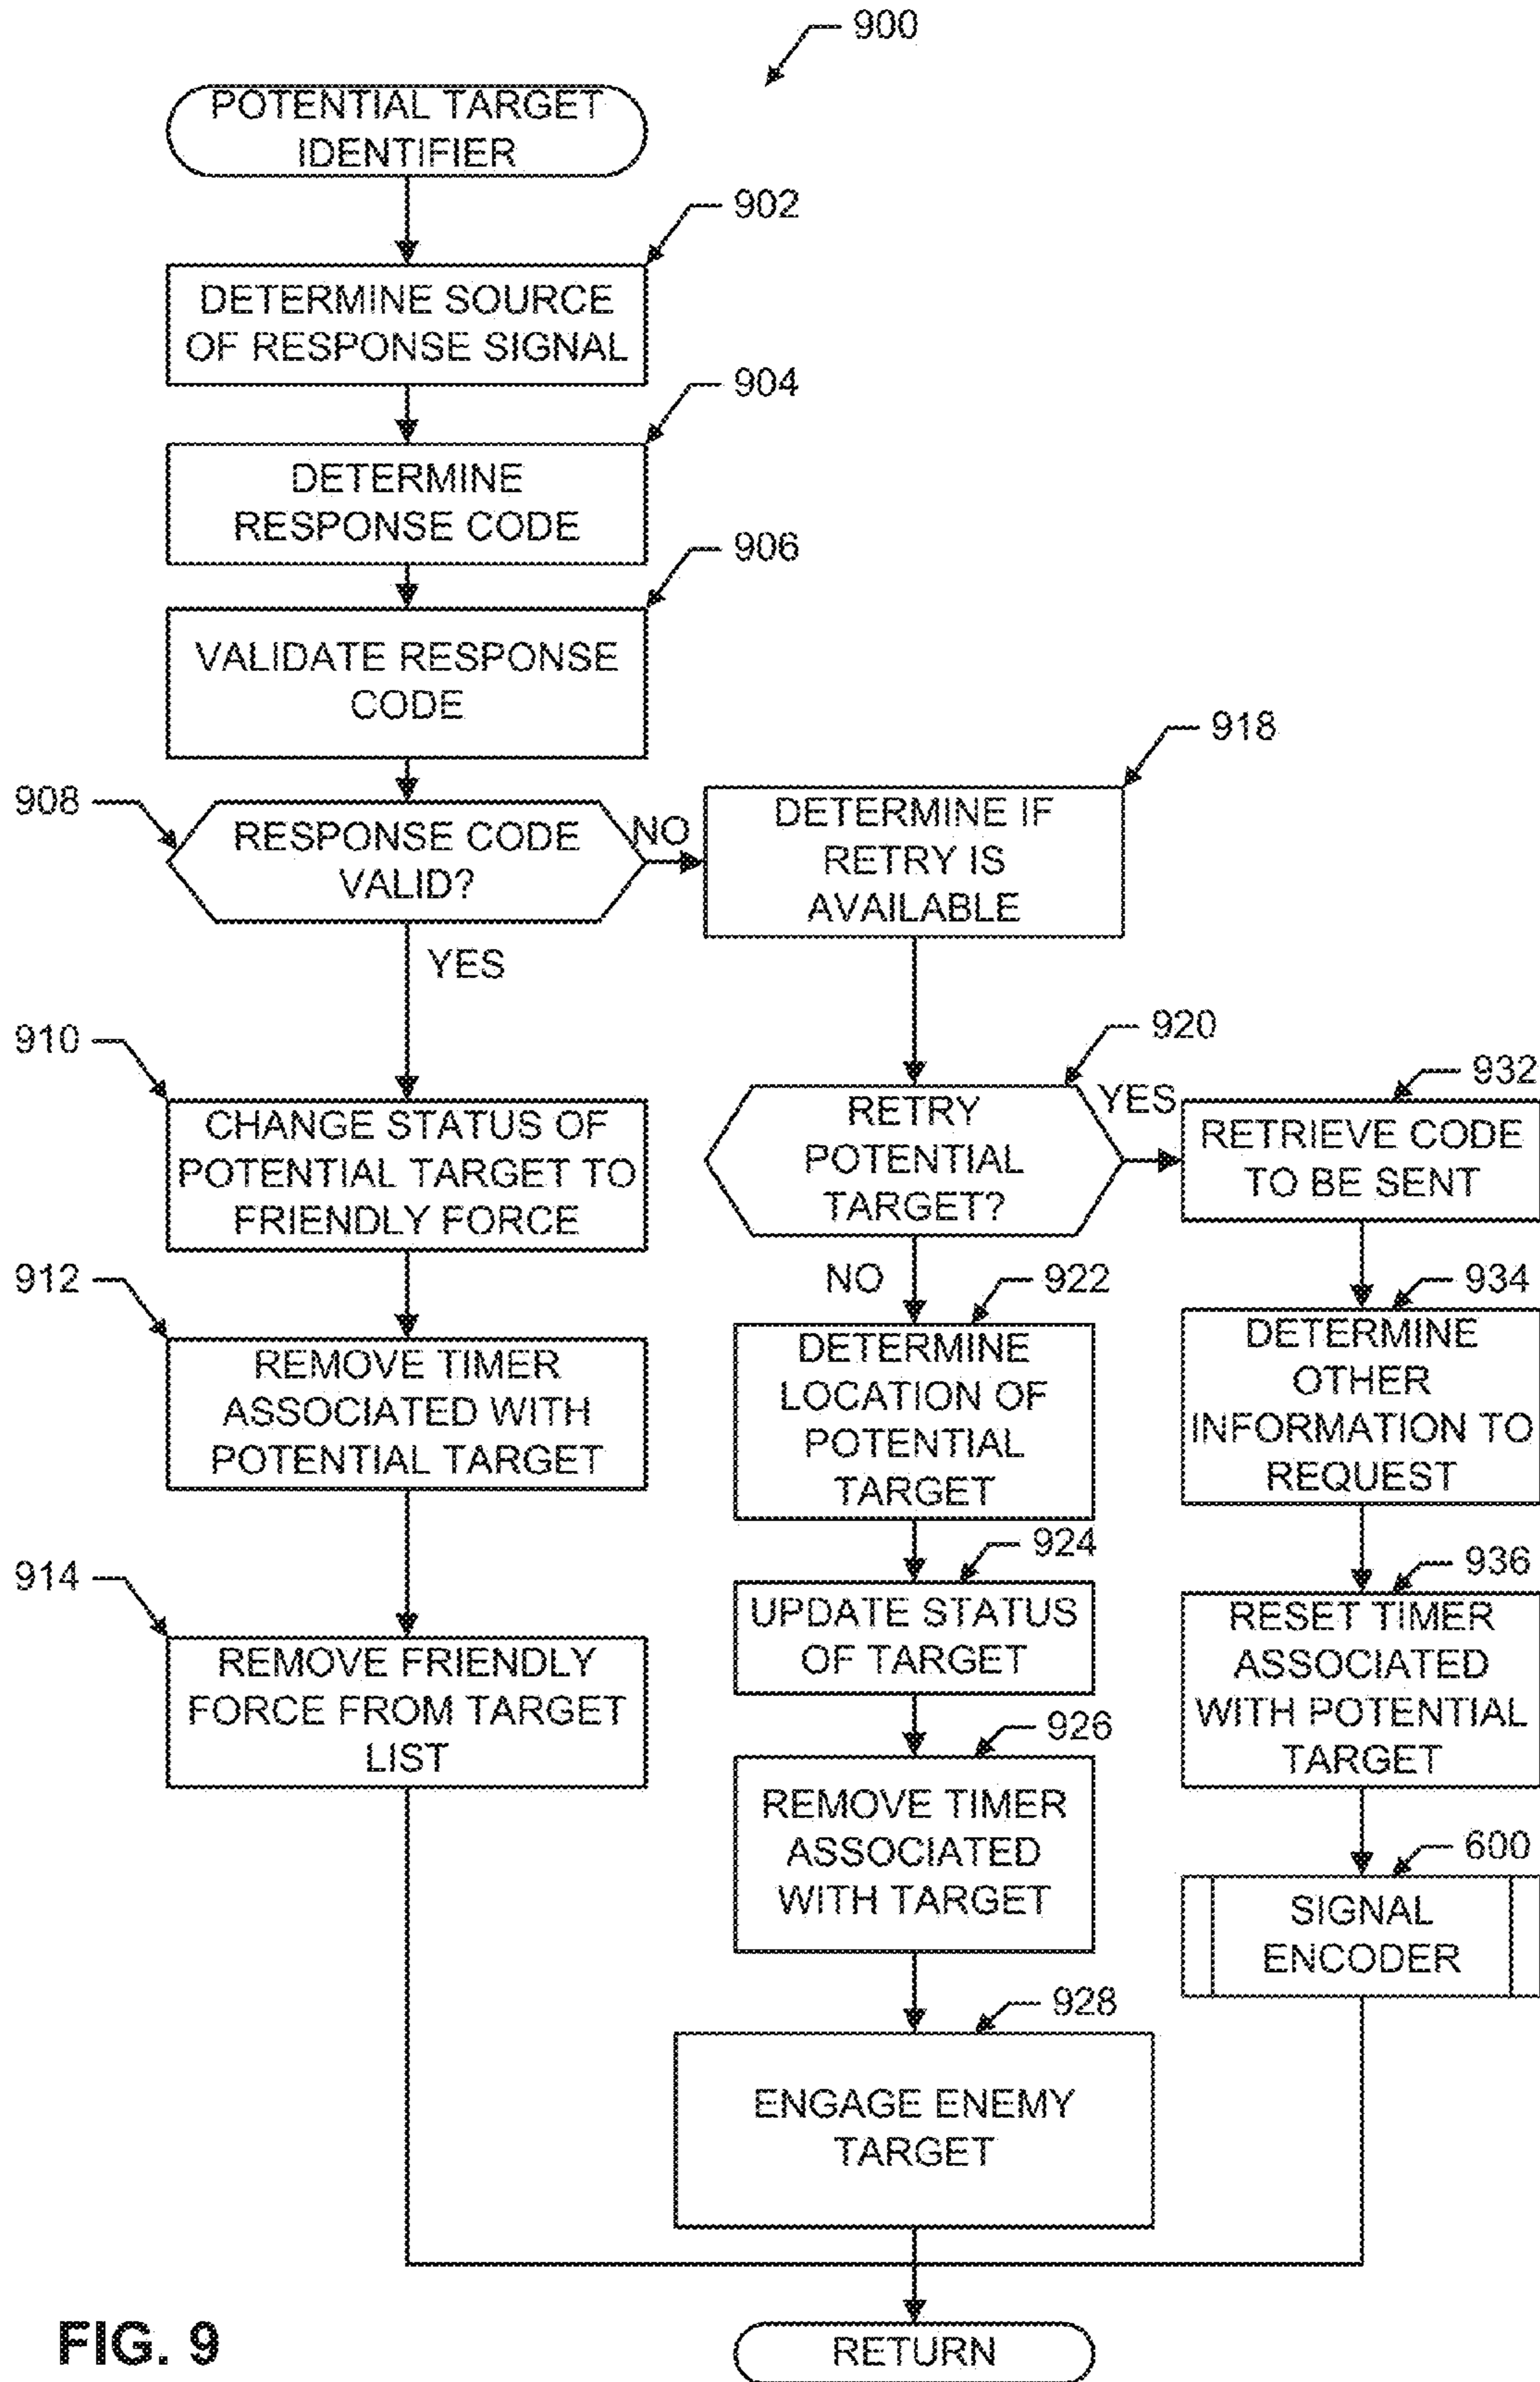 900
POTENTIAL TARGET
IDENTIFIER
902
DETERMINE SOURCE
OF RESPONSE SIGNAL
904
DETERMINE
RESPONSE CODE
906
VALIDATE RESPONSE
CODE
908
RESPONSE CODE
VALID?
NO
YES
918
DETERMINE IF
RETRY IS
AVAILABLE
910
CHANGE STATUS OF
POTENTIAL TARGET TO
FRIENDLY FORCE
912
REMOVE TIMER
ASSOCIATED WITH
POTENTIAL TARGET
914
REMOVE FRIENDLY
FORCE FROM TARGET
LIST
920
RETRY
POTENTIAL
TARGET?
YES
NO
922
DETERMINE
LOCATION OF
POTENTIAL
TARGET
924
UPDATE STATUS
OF TARGET
926
REMOVE TIMER
ASSOCIATED
WITH TARGET
928
ENGAGE ENEMY
TARGET
932
RETRIEVE CODE
TO BE SENT
934
DETERMINE
OTHER
INFORMATION TO
REQUEST
936
RESET TIMER
ASSOCIATED
WITH POTENTIAL
TARGET
600
SIGNAL
ENCODER
RETURN
FIG. 9